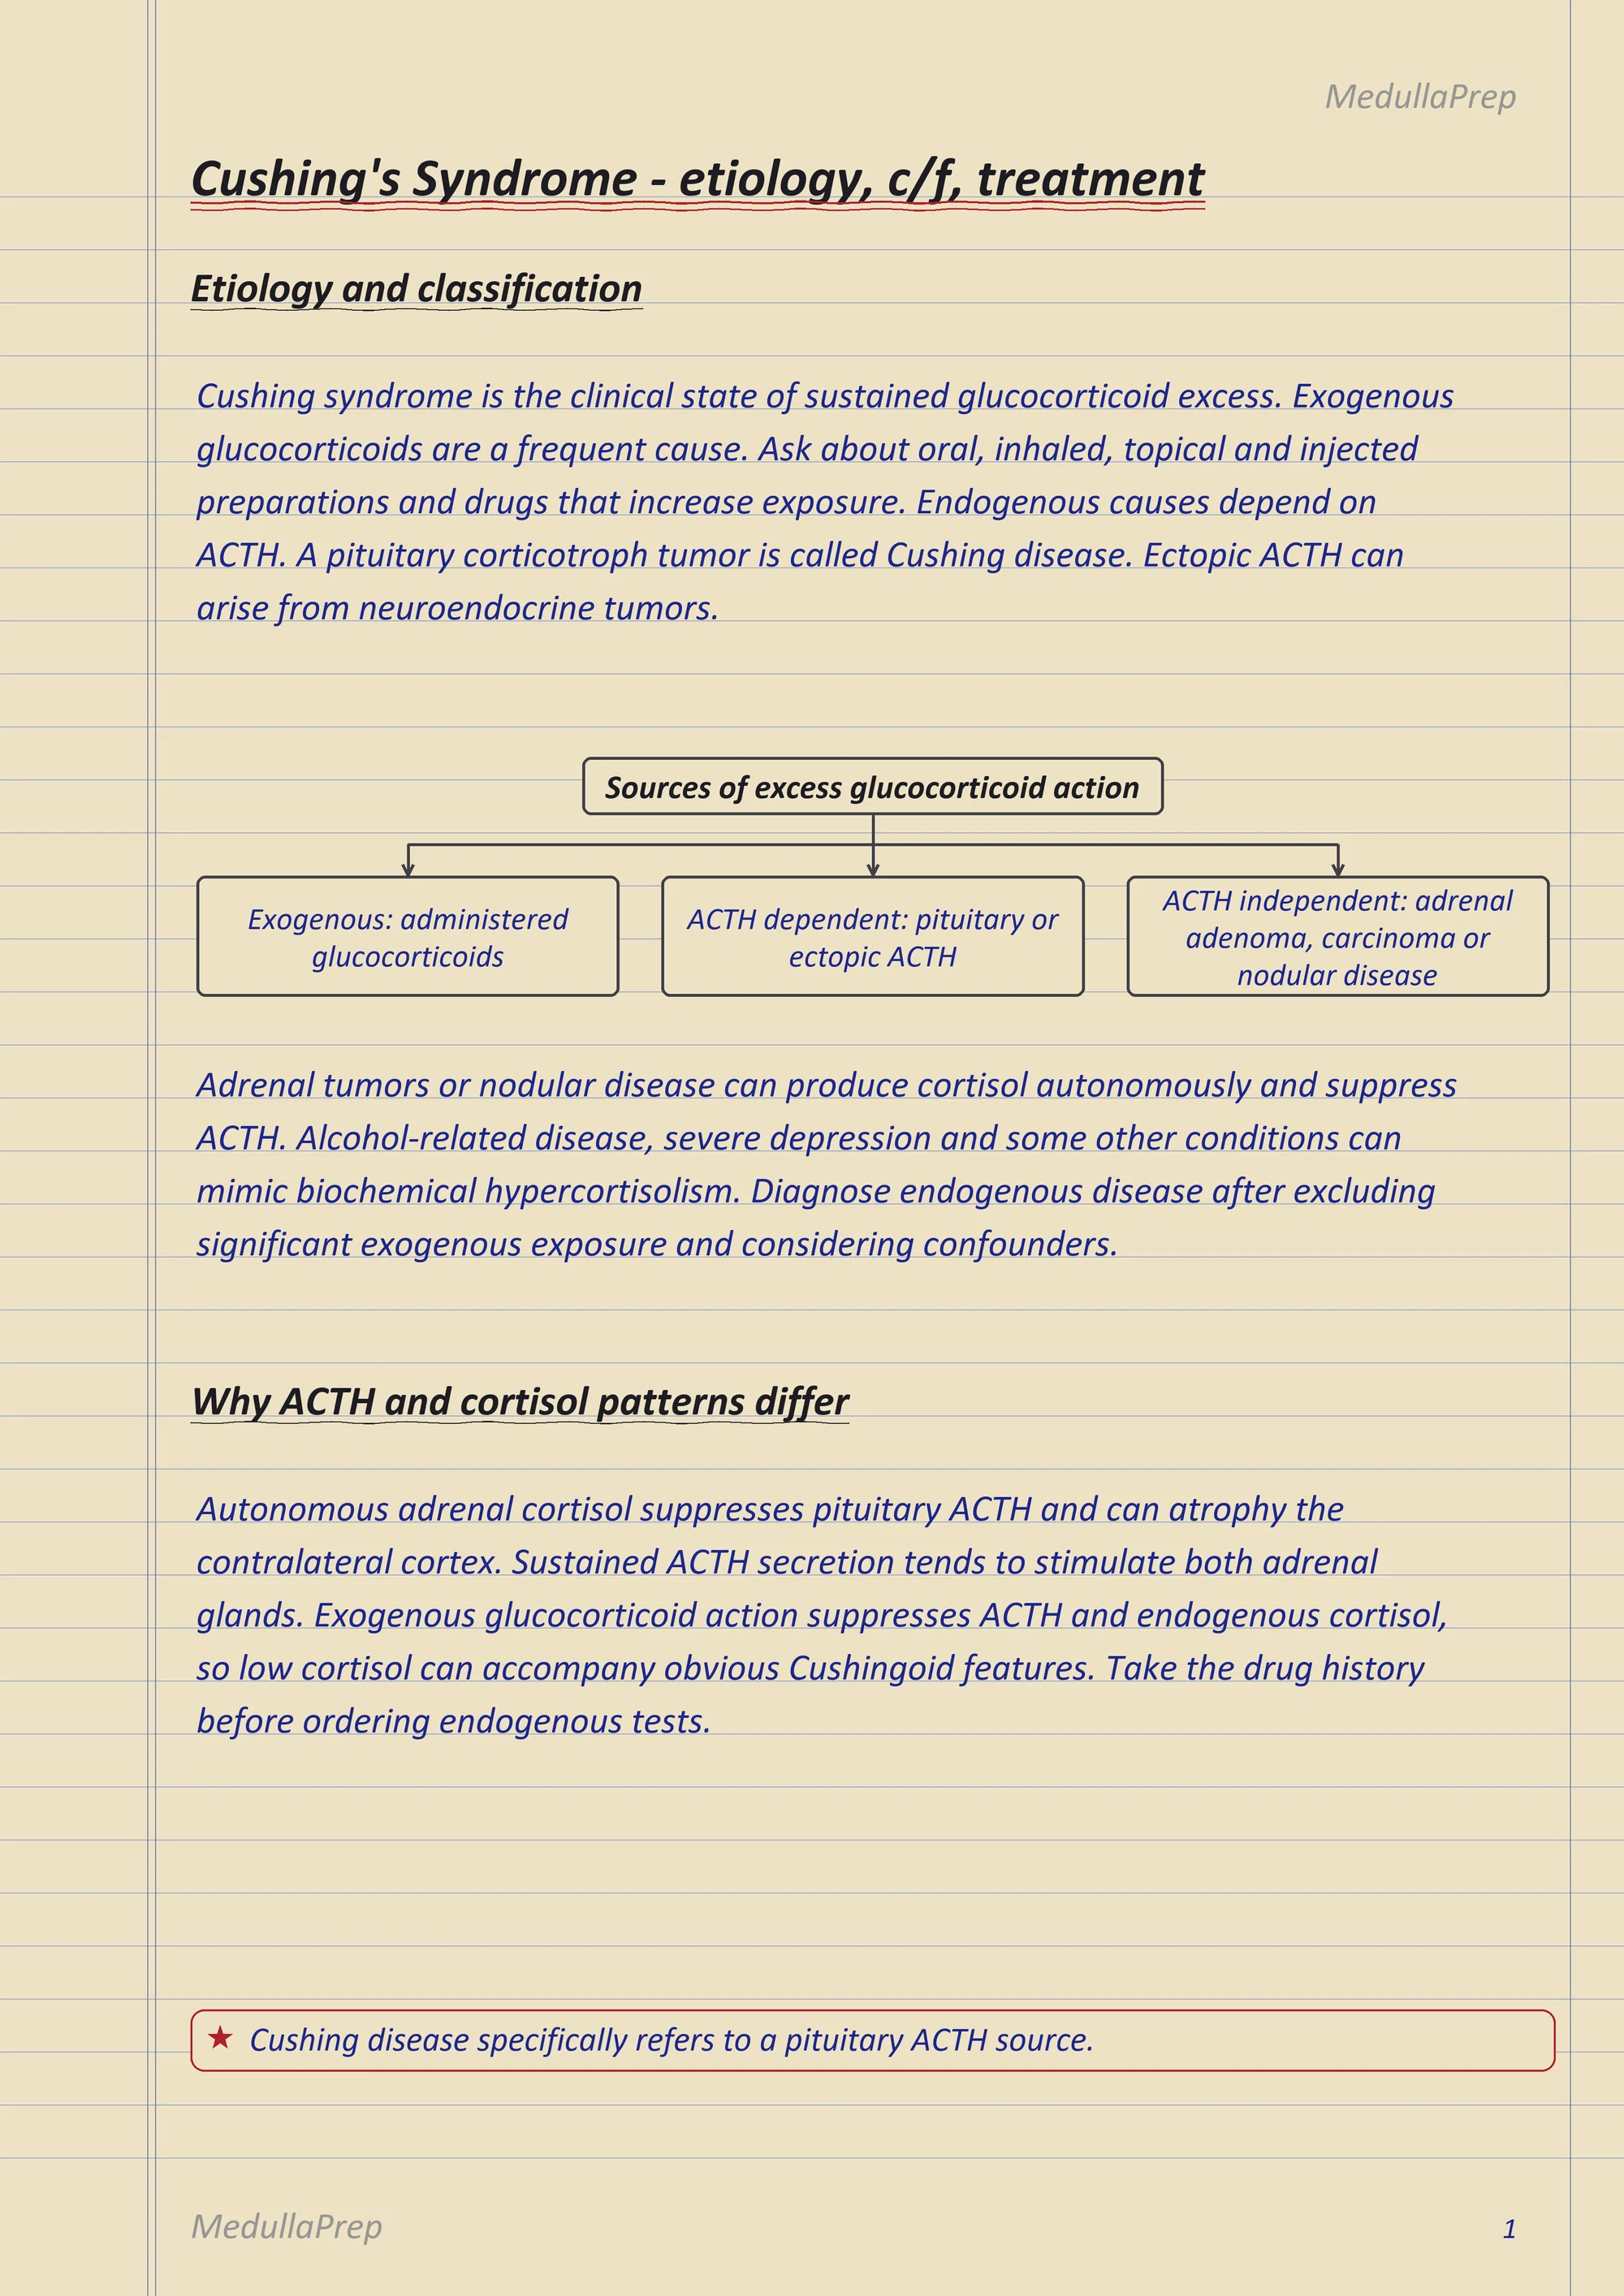 MedullaPrep
Cushing's Syndrome - etiology, c/f, treatment
Etiology and classification
Cushing syndrome is the clinical state of sustained glucocorticoid excess. Exogenous
glucocorticoids are a frequent cause. Ask about oral, inhaled, topical and injected
preparations and drugs that increase exposure. Endogenous causes depend on
ACTH. A pituitary corticotroph tumor is called Cushing disease. Ectopic ACTH can
arise from neuroendocrine tumors.
Sources of excess glucocorticoid action
Exogenous: administered
glucocorticoids
ACTH dependent: pituitary or
ectopic ACTH
ACTH independent: adrenal
adenoma, carcinoma or
nodular disease
Adrenal tumors or nodular disease can produce cortisol autonomously and suppress
ACTH. Alcohol-related disease, severe depression and some other conditions can
mimic biochemical hypercortisolism. Diagnose endogenous disease after excluding
significant exogenous exposure and considering confounders.
Why ACTH and cortisol patterns differ
Autonomous adrenal cortisol suppresses pituitary ACTH and can atrophy the
contralateral cortex. Sustained ACTH secretion tends to stimulate both adrenal
glands. Exogenous glucocorticoid action suppresses ACTH and endogenous cortisol,
so low cortisol can accompany obvious Cushingoid features. Take the drug history
before ordering endogenous tests.
★ Cushing disease specifically refers to a pituitary ACTH source.
MedullaPrep
1